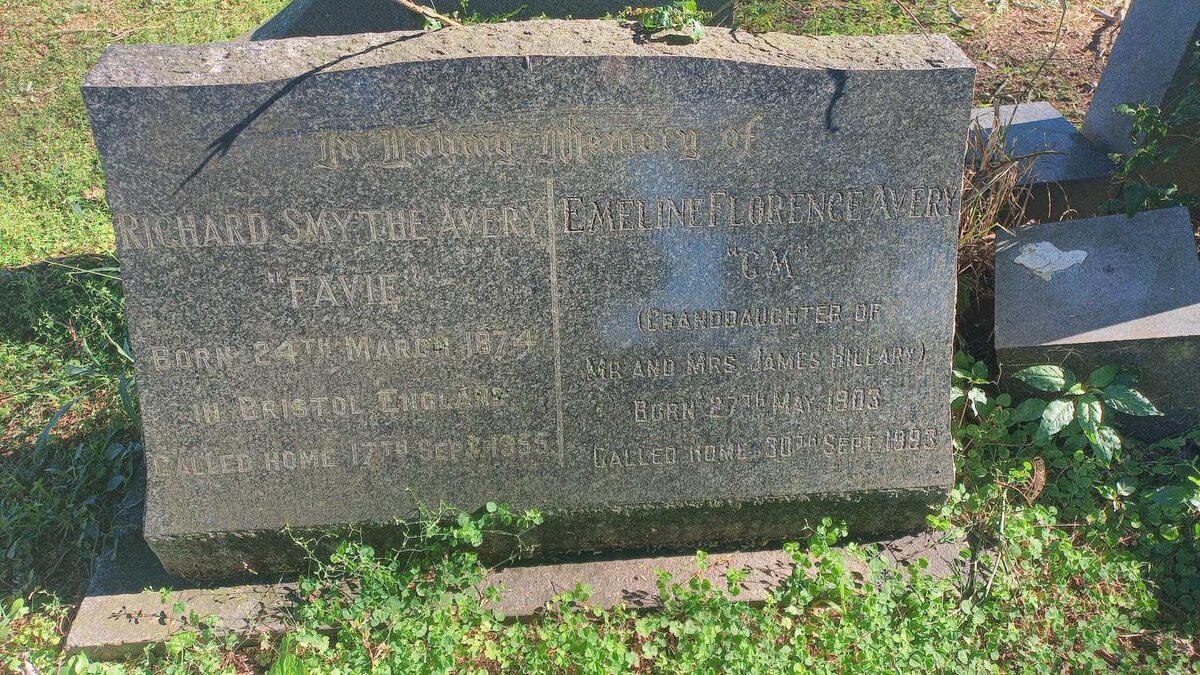 In Loving Memory of
RICHARD SMYTHE AVERY
"FAVIE"
BORN 24TH MARCH 1874
IN BRISTOL ENGLAND
CALLED HOME 17TH SEPT 1955
EMELINE FLORENCE AVERY
"GM"
(GRANDDAUGHTER OF
MR AND MRS JAMES HILLARY)
BORN 27TH MAY 1903
CALLED HOME 30TH SEPT. 1993